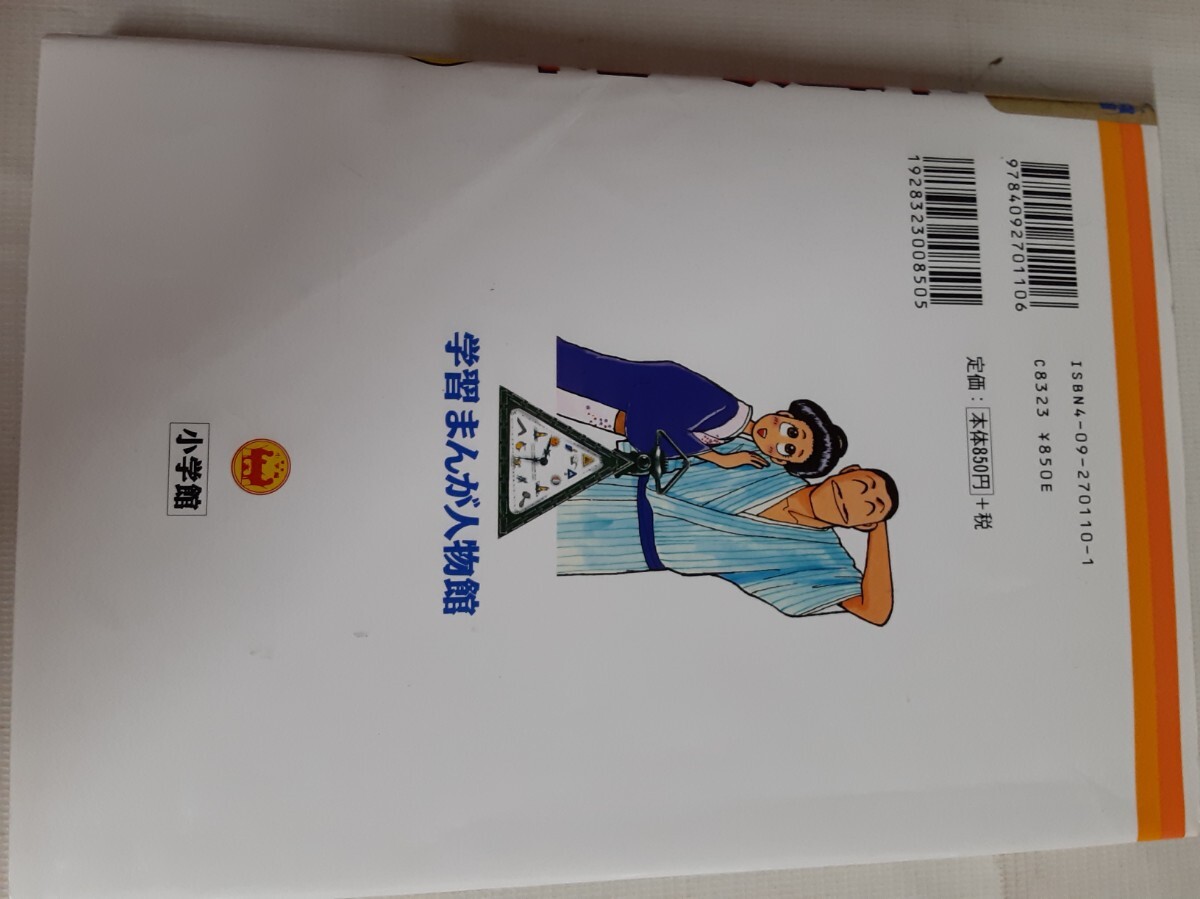 9784092701106
1928323008505
ISBN4-09-270110-1
C8323 ¥850E
定価：本体850円+税
学習まんが人物館
小学館